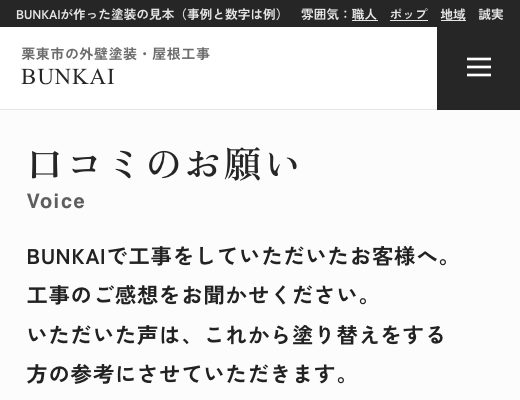 BUNKAIが作った塗装の見本（事例と数字は例） 雰囲気：職人 ポップ 地域 誠実
栗東市の外壁塗装・屋根工事
BUNKAI
口コミのお願い
Voice
BUNKAIで工事をしていただいたお客様へ。
工事のご感想をお聞かせください。
いただいた声は、これから塗り替えをする
方の参考にさせていただきます。